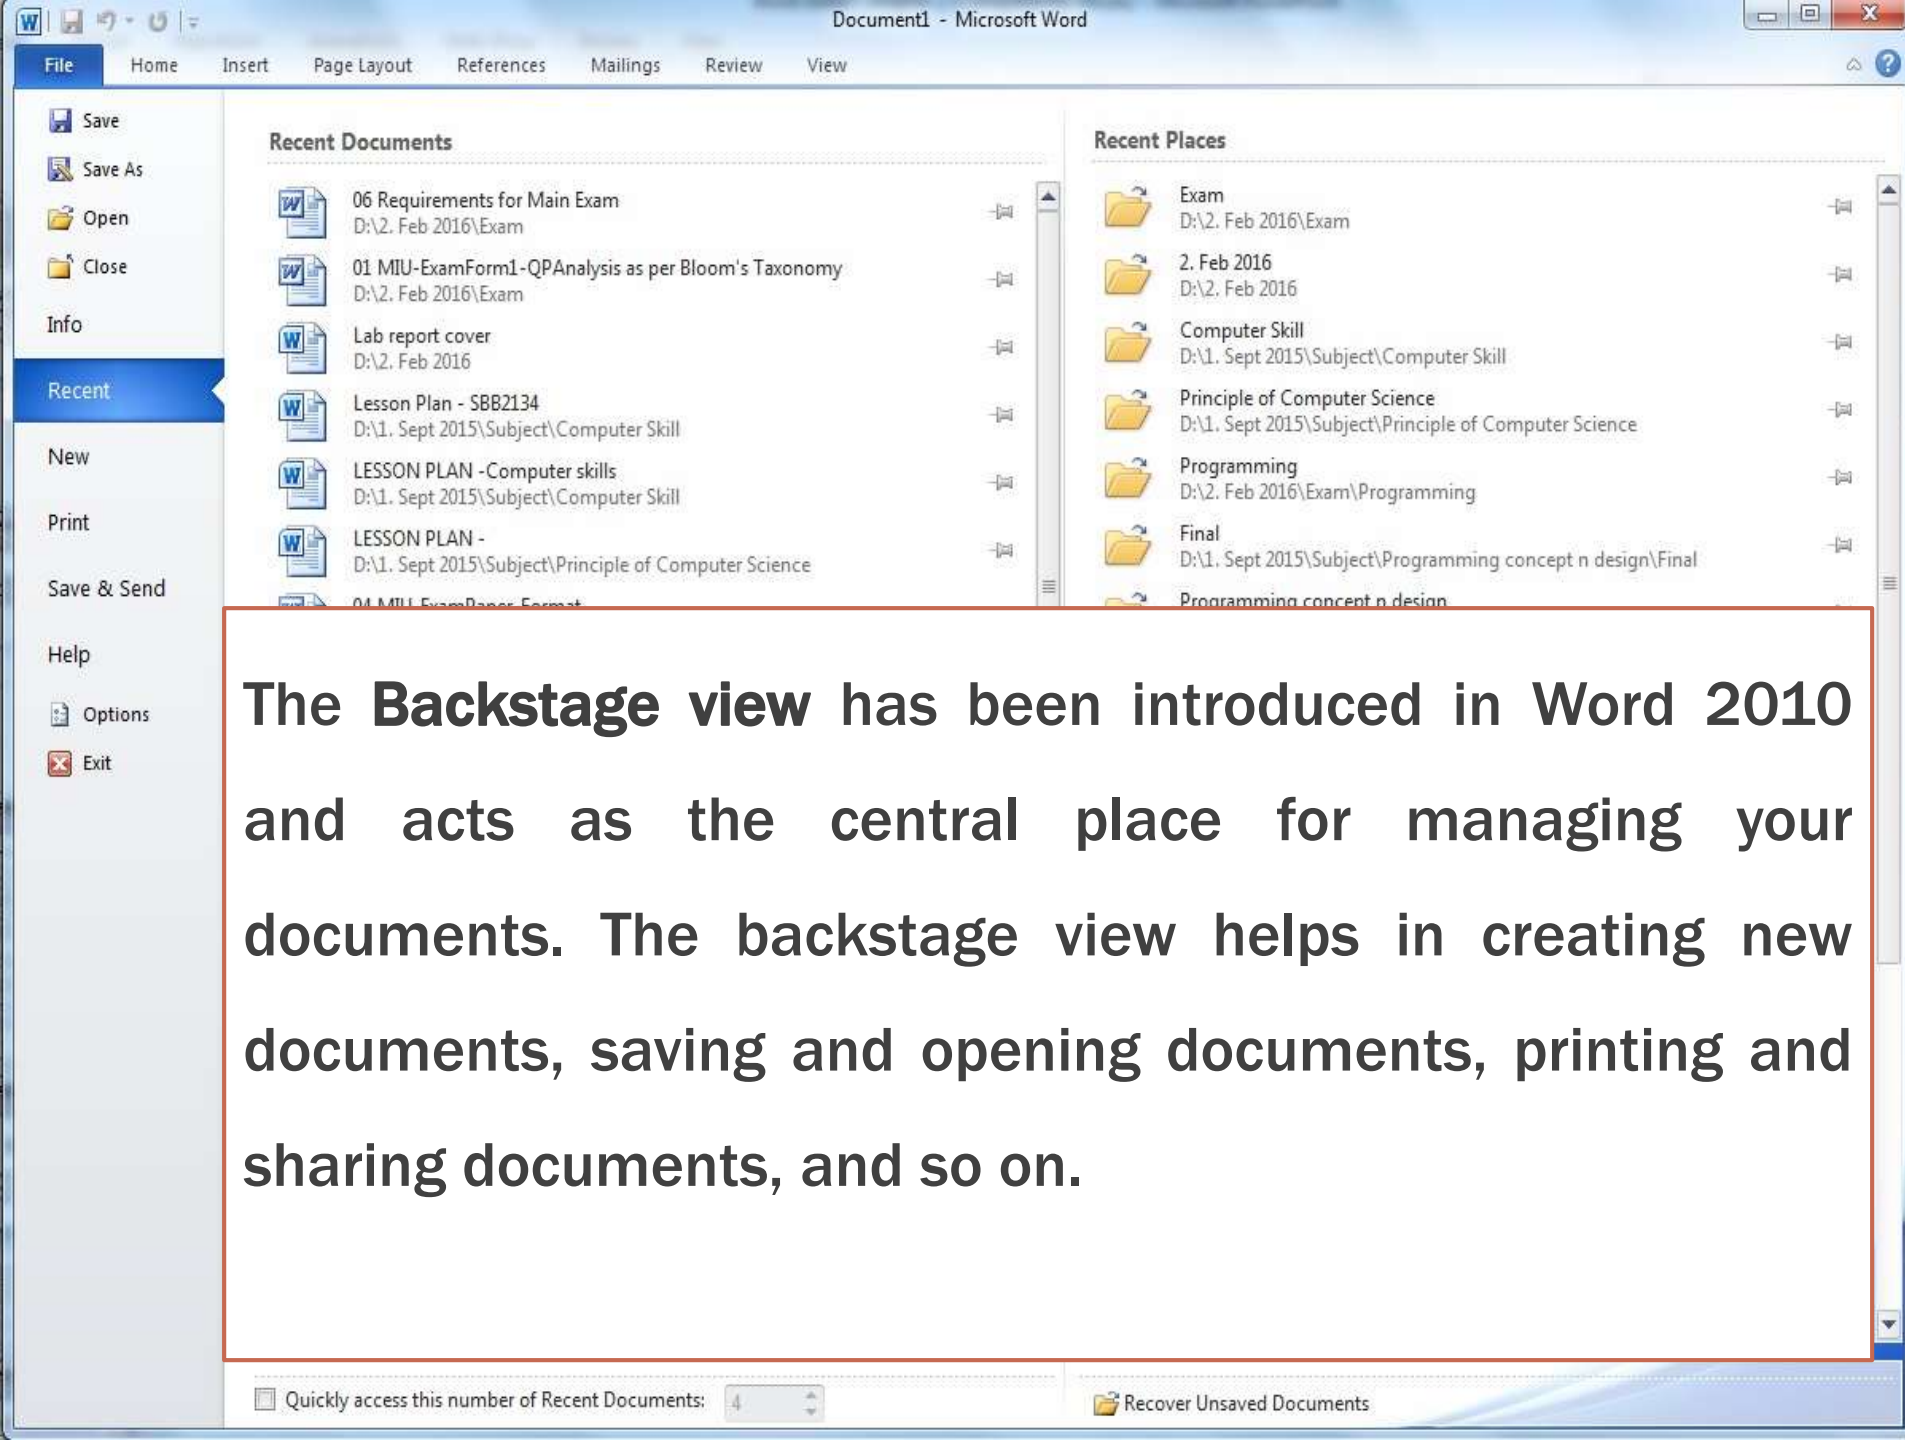 Document1 - Microsoft Word
File Home Insert Page Layout References Mailings Review View
Save
Save As
Open
Close
Info
Recent
New
Print
Save & Send
Help
Options
Exit
Recent Documents
06 Requirements for Main Exam
D:\2. Feb 2016\Exam
01 MIU-ExamForm1-QPAnalysis as per Bloom's Taxonomy
D:\2. Feb 2016\Exam
Lab report cover
D:\2. Feb 2016
Lesson Plan - SBB2134
D:\1. Sept 2015\Subject\Computer Skill
LESSON PLAN -Computer skills
D:\1. Sept 2015\Subject\Computer Skill
LESSON PLAN -
D:\1. Sept 2015\Subject\Principle of Computer Science
04 MIU-ExamPaper-Format
Recent Places
Exam
D:\2. Feb 2016\Exam
2. Feb 2016
D:\2. Feb 2016
Computer Skill
D:\1. Sept 2015\Subject\Computer Skill
Principle of Computer Science
D:\1. Sept 2015\Subject\Principle of Computer Science
Programming
D:\2. Feb 2016\Exam\Programming
Final
D:\1. Sept 2015\Subject\Programming concept n design\Final
Programming concept n design
The Backstage view has been introduced in Word 2010
and acts as the central place for managing your
documents. The backstage view helps in creating new
documents, saving and opening documents, printing and
sharing documents, and so on.
Quickly access this number of Recent Documents: 4
Recover Unsaved Documents